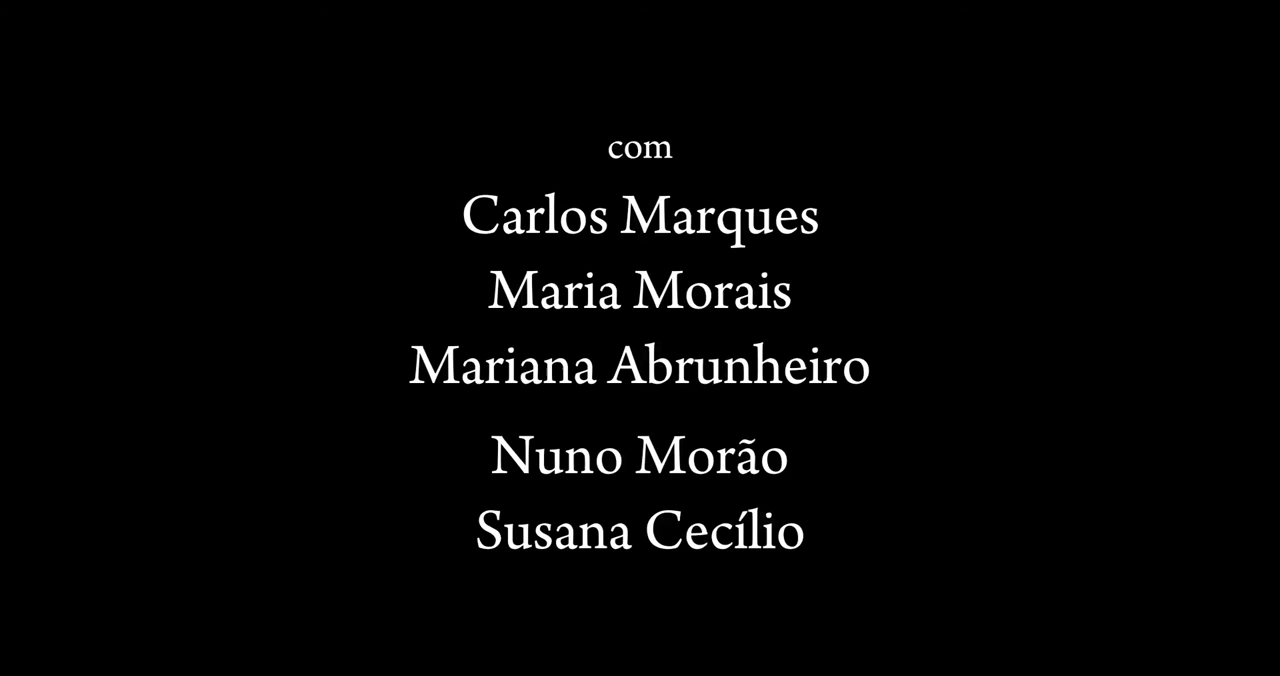 com
Carlos Marques
Maria Morais
Mariana Abrunheiro
Nuno Morão
Susana Cecílio